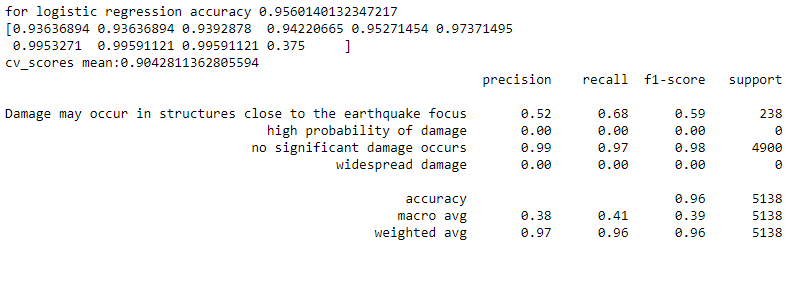 for logistic regression accuracy 0.9560140132347217
[0.93636894 0.93636894 0.9392878 0.94220665 0.95271454 0.97371495
0.9953271 0.99591121 0.99591121 0.375 ]
cv_scores mean:0.9042811362805594
precision recall f1-score support
Damage may occur in structures close to the earthquake focus 0.52 0.68 0.59 238
high probability of damage 0.00 0.00 0.00 0
no significant damage occurs 0.99 0.97 0.98 4900
widespread damage 0.00 0.00 0.00 0
accuracy 0.96 5138
macro avg 0.38 0.41 0.39 5138
weighted avg 0.97 0.96 0.96 5138